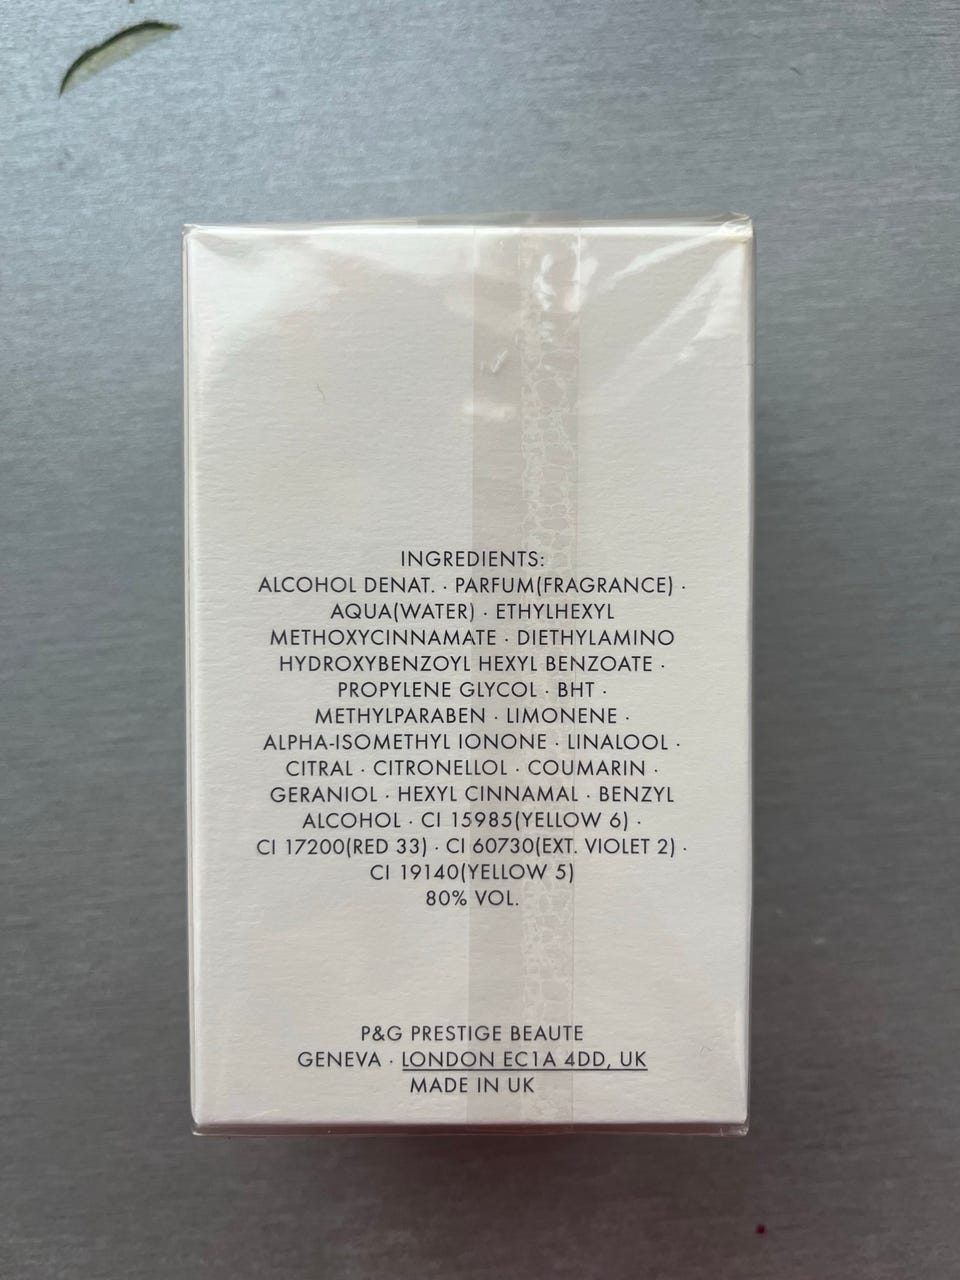 INGREDIENTS:
ALCOHOL DENAT. · PARFUM(FRAGRANCE) ·
AQUA(WATER) · ETHYLHEXYL
METHOXYCINNAMATE · DIETHYLAMINO
HYDROXYBENZOYL HEXYL BENZOATE ·
PROPYLENE GLYCOL · BHT ·
METHYLPARABEN · LIMONENE ·
ALPHA-ISOMETHYL IONONE · LINALOOL ·
CITRAL · CITRONELLOL · COUMARIN ·
GERANIOL · HEXYL CINNAMAL · BENZYL
ALCOHOL · CI 15985(YELLOW 6) ·
CI 17200(RED 33) · CI 60730(EXT. VIOLET 2) ·
CI 19140(YELLOW 5)
80% VOL.
P&G PRESTIGE BEAUTE
GENEVA · LONDON EC1A 4DD, UK
MADE IN UK